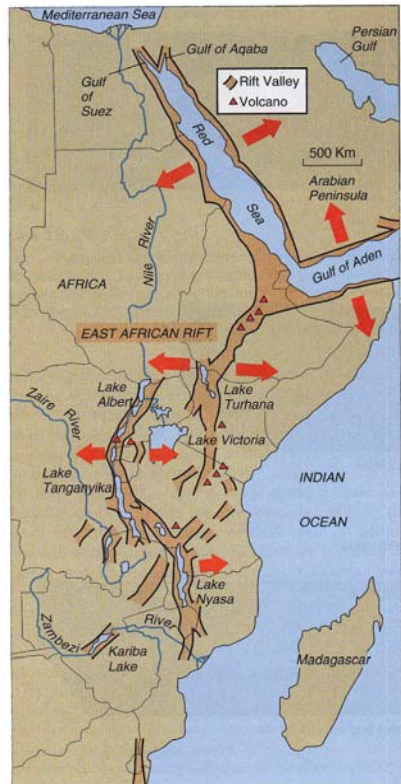 Mediterranean Sea
Gulf of Aqaba
Persian
Gulf
Gulf
of
Suez
Rift Valley
Volcano
Red
Sea
500 Km
Arabian
Peninsula
Nile River
Gulf of Aden
AFRICA
EAST AFRICAN RIFT
Zaire
River
Lake
Albert
Lake
Turhana
Lake Victoria
Lake
Tanganyika
INDIAN
OCEAN
Lake
Nyasa
Zambezi
River
Kariba
Lake
Madagascar